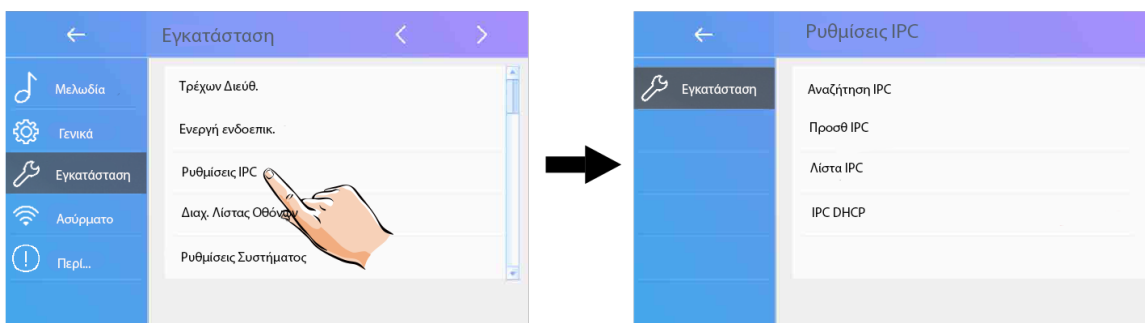 Εγκατάσταση
Μελωδία
Γενικά
Εγκατάσταση
Ασύρματο
Περί...
Τρέχων Διεύθ.
Ενεργή ενδοεπικ.
Ρυθμίσεις IPC
Διαχ. Λίστας Οθόνων
Ρυθμίσεις Συστήματος
Ρυθμίσεις IPC
Εγκατάσταση
Αναζήτηση IPC
Προσθ IPC
Λίστα IPC
IPC DHCP